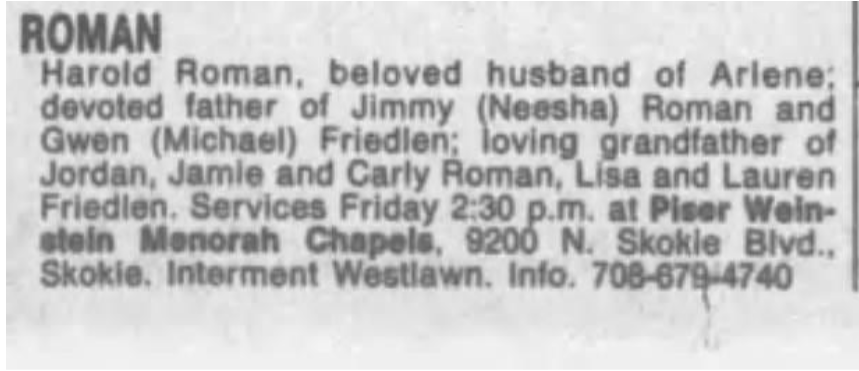 ROMAN
Harold Roman, beloved husband of Arlene;
devoted father of Jimmy (Neesha) Roman and
Gwen (Michael) Friedlen; loving grandfather of
Jordan, Jamie and Carly Roman, Lisa and Lauren
Friedlen. Services Friday 2:30 p.m. at Piser Wein-
stein Menorah Chapels, 9200 N. Skokie Blvd.,
Skokie. Interment Westlawn. Info. 708-679-4740